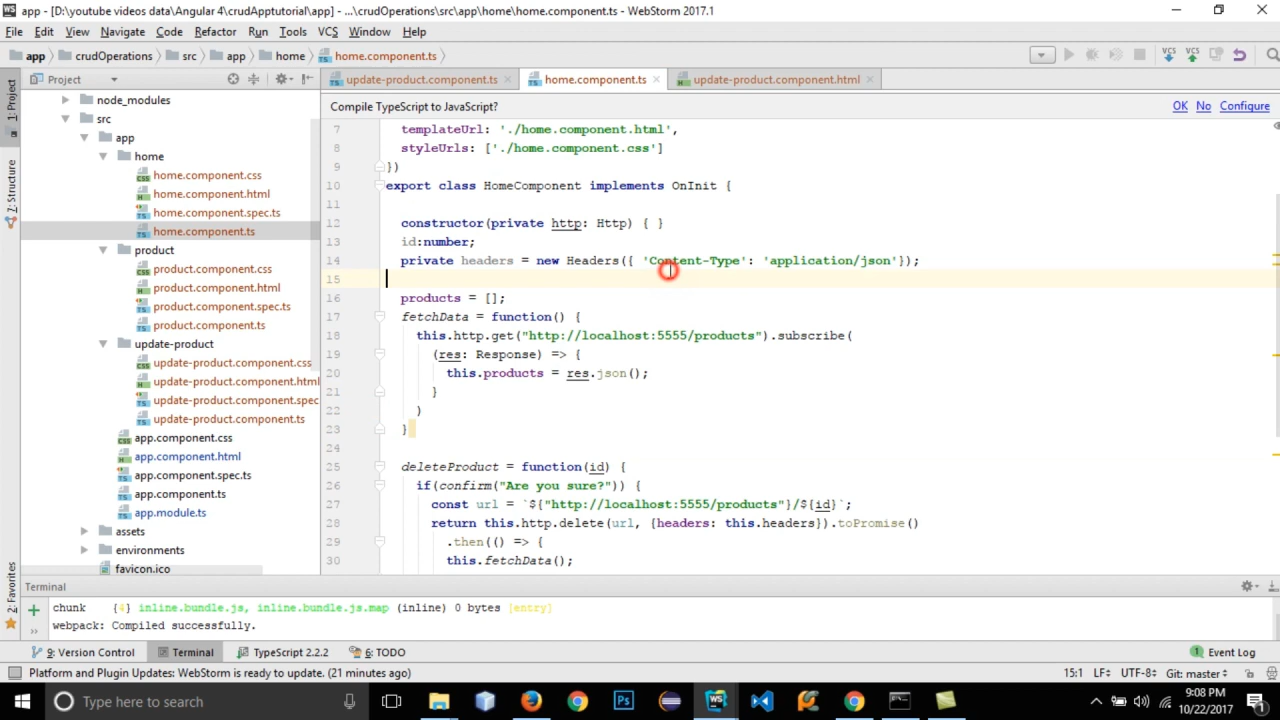 app - [D:\youtube videos data\Angular 4\crudApptutorial\app] - ...\crudOperations\src\app\home\home.component.ts - WebStorm 2017.1
File Edit View Navigate Code Refactor Run Tools VCS Window Help
app crudOperations src app home home.component.ts
VCS VCS
1: Project
Z: Structure
2: Favorites
Project
node_modules
src
app
home
home.component.css
home.component.html
home.component.spec.ts
home.component.ts
product
product.component.css
product.component.html
product.component.spec.ts
product.component.ts
update-product
update-product.component.css
update-product.component.html
update-product.component.spec
update-product.component.ts
app.component.css
app.component.html
app.component.spec.ts
app.component.ts
app.module.ts
assets
environments
favicon.ico
update-product.component.ts home.component.ts update-product.component.html
Compile TypeScript to JavaScript? OK No Configure
7 templateUrl: './home.component.html',
8 styleUrls: ['./home.component.css']
9 })
10 export class HomeComponent implements OnInit {
11
12 constructor(private http: Http) { }
13 id:number;
14 private headers = new Headers({ 'Content-Type': 'application/json'});
15
16 products = [];
17 fetchData = function() {
18 this.http.get("http://localhost:5555/products").subscribe(
19 (res: Response) => {
20 this.products = res.json();
21 }
22 )
23 }
24
25 deleteProduct = function(id) {
26 if(confirm("Are you sure?")) {
27 const url = `${"http://localhost:5555/products"}/${id}`;
28 return this.http.delete(url, {headers: this.headers}).toPromise()
29 .then(() => {
30 this.fetchData();
Terminal
chunk {4} inline.bundle.js, inline.bundle.js.map (inline) 0 bytes [entry]
webpack: Compiled successfully.
9: Version Control Terminal TypeScript 2.2.2 6: TODO 1 Event Log
Platform and Plugin Updates: WebStorm is ready to update. (21 minutes ago) 15:1 LF÷ UTF-8÷ Git: master÷
Type here to search
9:08 PM
10/22/2017